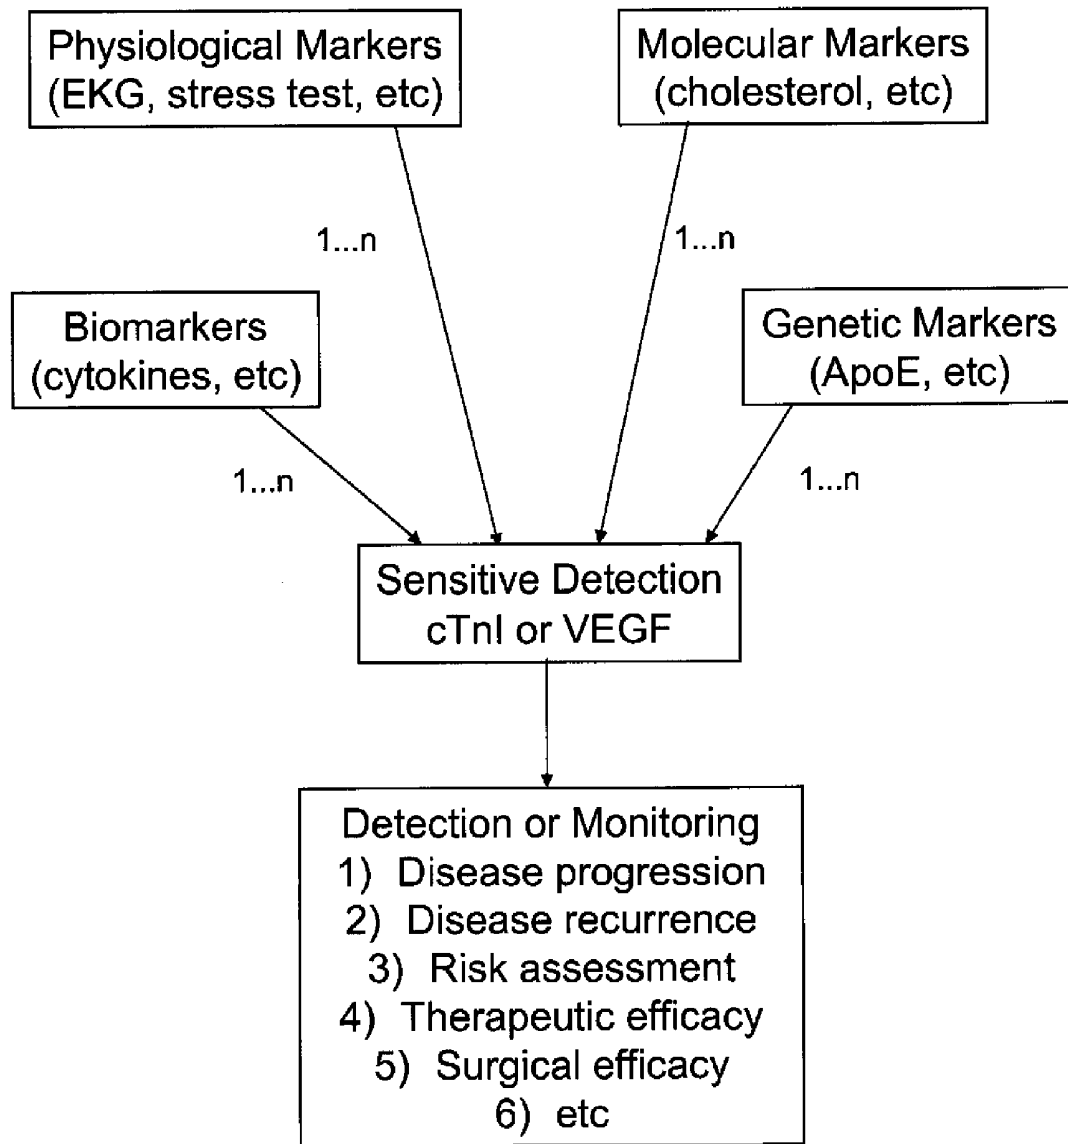 Physiological Markers
(EKG, stress test, etc)
Molecular Markers
(cholesterol, etc)
1...n
1...n
Biomarkers
(cytokines, etc)
Genetic Markers
(ApoE, etc)
1...n
1...n
Sensitive Detection
cTnI or VEGF
Detection or Monitoring
1) Disease progression
2) Disease recurrence
3) Risk assessment
4) Therapeutic efficacy
5) Surgical efficacy
6) etc